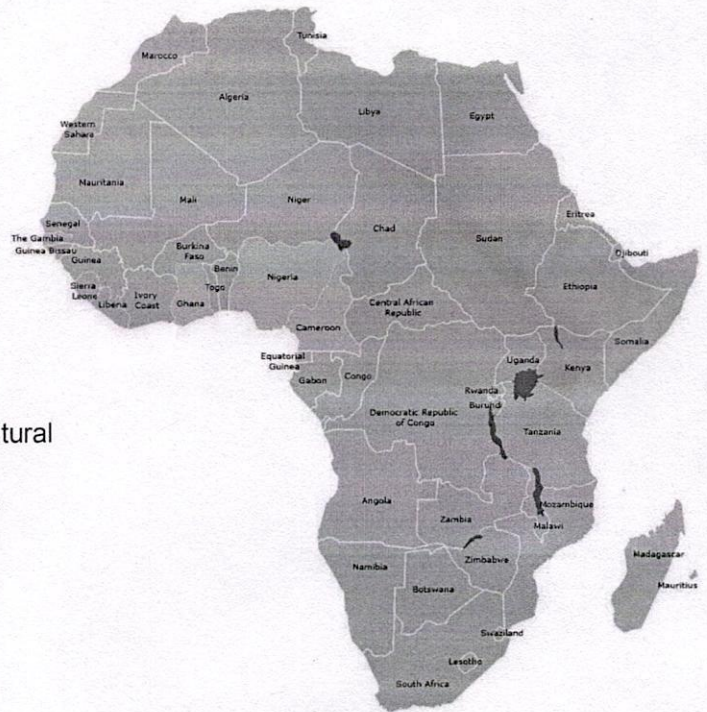 Tunisia
Marocco
Algeria
Libya
Egypt
Western
Sahara
Mauritania
Mali
Niger
Chad
Sudan
Eritrea
Djibouti
Senegal
The Gambia
Guinea Bissau
Guinea
Sierra
Leone
Liberia
Ivory
Coast
Burkina
Faso
Ghana
Togo
Benin
Nigeria
Cameroon
Central African
Republic
Ethiopia
Somalia
Equatorial
Guinea
Gabon
Congo
Democratic Republic
of Congo
Uganda
Kenya
Rwanda
Burundi
Tanzania
tural
Angola
Zambia
Malawi
Mozambique
Zimbabwe
Namibia
Botswana
Madagascar
Mauritius
Swaziland
Lesotho
South Africa